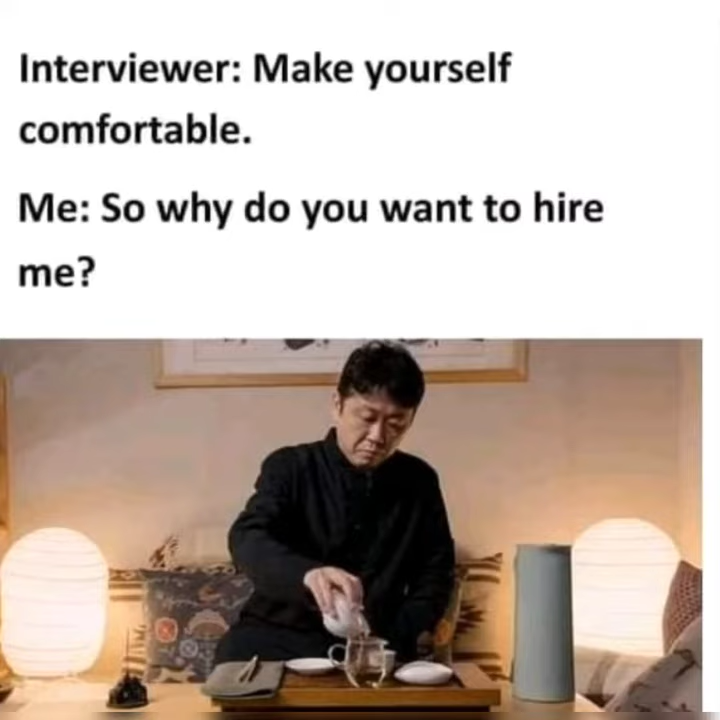 Interviewer: Make yourself
comfortable.
Me: So why do you want to hire
me?